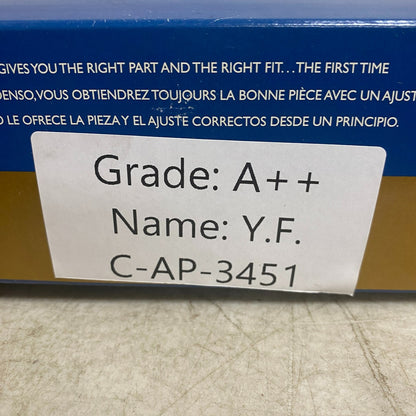 GIVES YOU THE RIGHT PART AND THE RIGHT FIT...THE FIRST TIME
DENSO, VOUS OBTIENDREZ TOUJOURS LA BONNE PIÈCE AVEC UN AJUST
LE OFRECE LA PIEZA Y EL AJUSTE CORRECTOS DESDE UN PRINCIPIO.
Grade: A++
Name: Y.F.
C-AP-3451